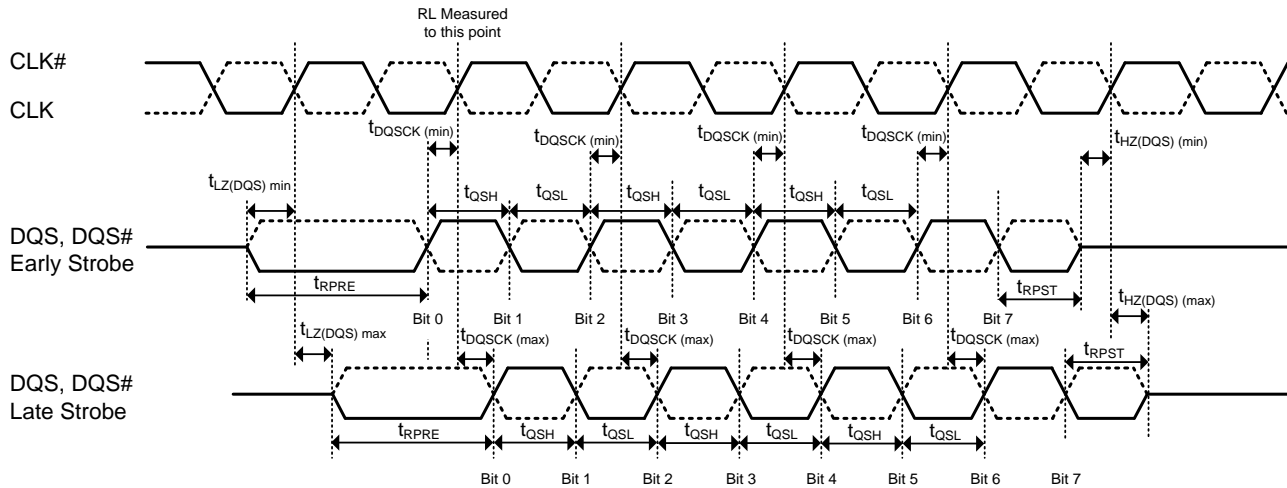 RL Measured
to this point
CLK#
CLK
tDQSCK (min) tDQSCK (min) tDQSCK (min) tDQSCK (min) tHZ(DQS) (min)
tLZ(DQS) min tQSH tQSL tQSH tQSL tQSH tQSL
DQS, DQS#
Early Strobe
tRPRE tRPST
Bit 0 Bit 1 Bit 2 Bit 3 Bit 4 Bit 5 Bit 6 Bit 7
tLZ(DQS) max tDQSCK (max) tDQSCK (max) tDQSCK (max) tDQSCK (max) tRPST tHZ(DQS) (max)
DQS, DQS#
Late Strobe
tRPRE tQSH tQSL tQSH tQSL tQSH tQSL
Bit 0 Bit 1 Bit 2 Bit 3 Bit 4 Bit 5 Bit 6 Bit 7